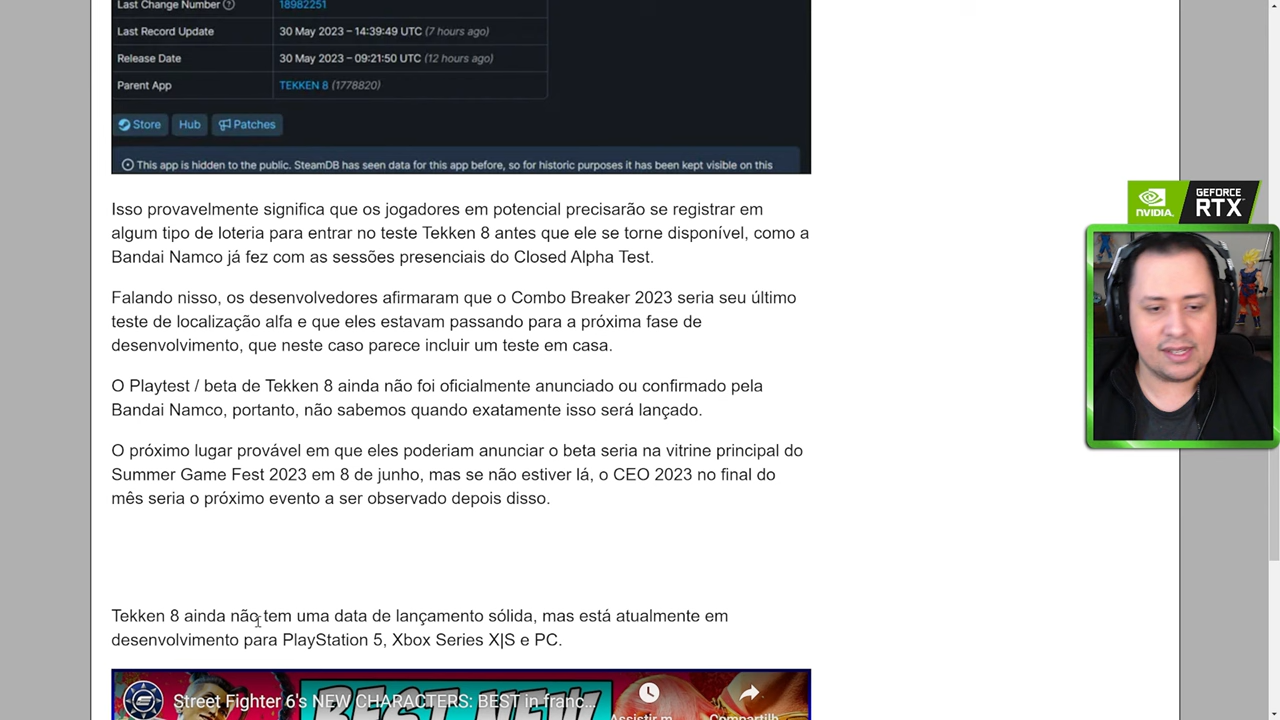 Last Change Number ? 18982251
Last Record Update 30 May 2023 – 14:39:49 UTC (7 hours ago)
Release Date 30 May 2023 – 09:21:50 UTC (12 hours ago)
Parent App TEKKEN 8 (1778820)
Store Hub Patches
This app is hidden to the public. SteamDB has seen data for this app before, so for historic purposes it has been kept visible on this
Isso provavelmente significa que os jogadores em potencial precisarão se registrar em
algum tipo de loteria para entrar no teste Tekken 8 antes que ele se torne disponível, como a
Bandai Namco já fez com as sessões presenciais do Closed Alpha Test.
NVIDIA.
GEFORCE
RTX
Falando nisso, os desenvolvedores afirmaram que o Combo Breaker 2023 seria seu último
teste de localização alfa e que eles estavam passando para a próxima fase de
desenvolvimento, que neste caso parece incluir um teste em casa.
O Playtest / beta de Tekken 8 ainda não foi oficialmente anunciado ou confirmado pela
Bandai Namco, portanto, não sabemos quando exatamente isso será lançado.
O próximo lugar provável em que eles poderiam anunciar o beta seria na vitrine principal do
Summer Game Fest 2023 em 8 de junho, mas se não estiver lá, o CEO 2023 no final do
mês seria o próximo evento a ser observado depois disso.
Tekken 8 ainda não tem uma data de lançamento sólida, mas está atualmente em
desenvolvimento para PlayStation 5, Xbox Series X|S e PC.
Street Fighter 6's NEW CHARACTERS: BEST in franc...
BEST NEW
Assistir m... Compartilh...